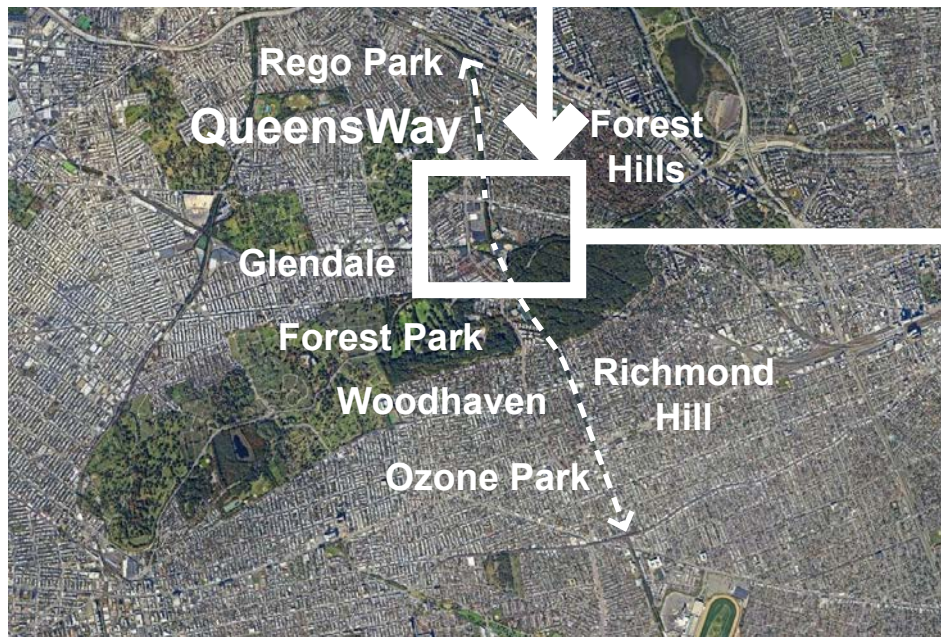 Rego Park
QueensWay
Forest
Hills
Glendale
Forest Park
Richmond
Hill
Woodhaven
Ozone Park